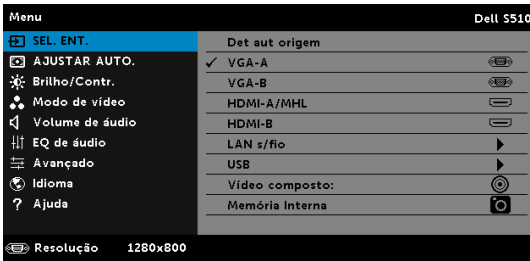 Menu
Dell S510
SEL. ENT.
AJUSTAR AUTO.
Brilho/Contr.
Modo de vídeo
Volume de áudio
EQ de áudio
Avançado
Idioma
? Ajuda
Det aut origem
✓ VGA-A
VGA-B
HDMI-A/MHL
HDMI-B
LAN s/fio
USB
Vídeo composto:
Memória Interna
Resolução 1280x800